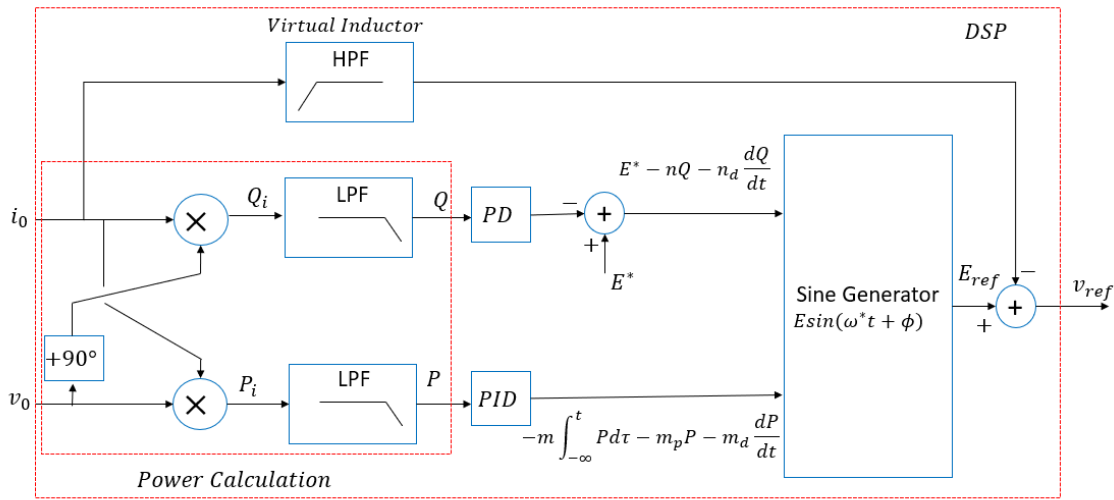 Virtual Inductor
DSP
HPF
E* − nQ − n_d dQ/dt
i_0
×
Q_i
LPF
Q
PD
−
+
+
E*
Sine Generator
Esin(ω*t + ϕ)
E_ref
−
+
+
v_ref
+90°
v_0
×
P_i
LPF
P
PID
−m ∫_{−∞}^{t} Pdτ − m_p P − m_d dP/dt
Power Calculation